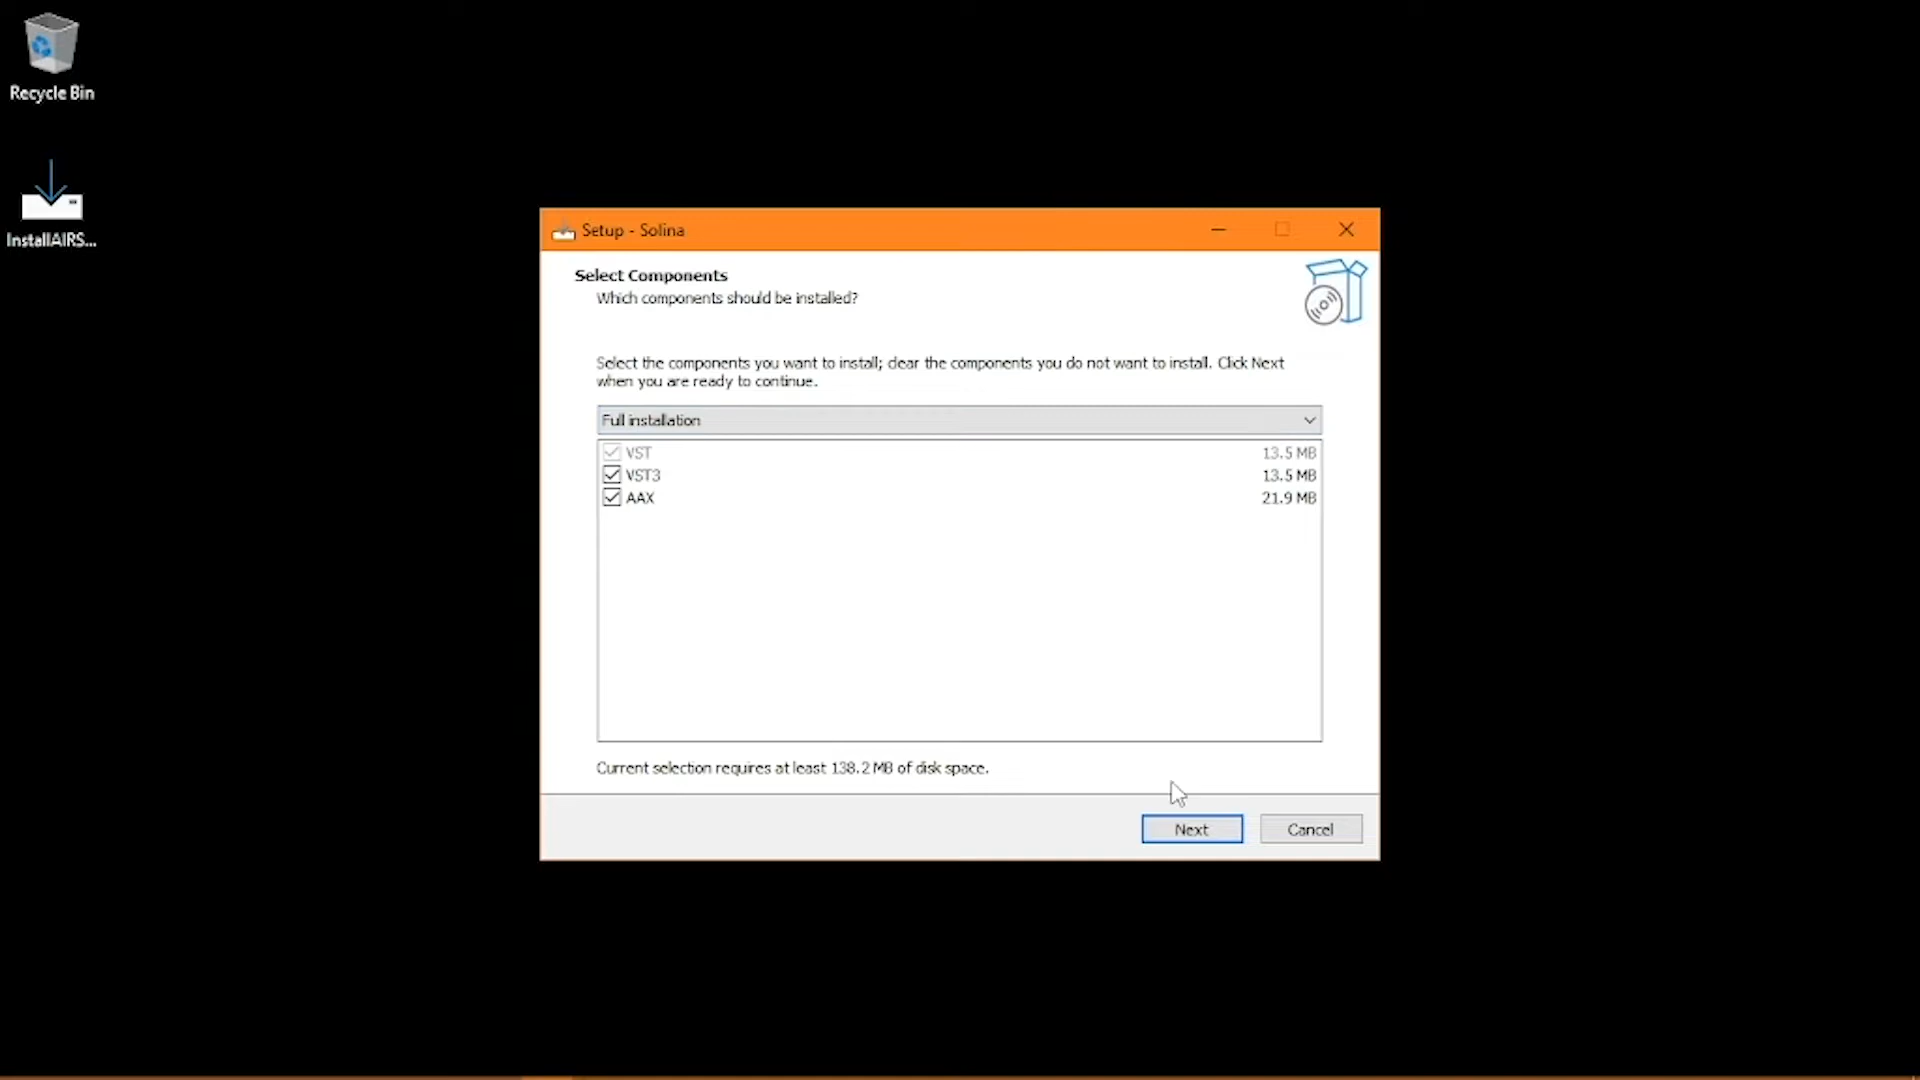 Recycle Bin
InstallAIRS...
Setup - Solina
Select Components
Which components should be installed?
Select the components you want to install; clear the components you do not want to install. Click Next
when you are ready to continue.
Full installation
VST 13.5 MB
VST3 13.5 MB
AAX 21.9 MB
Current selection requires at least 138.2 MB of disk space.
Next Cancel